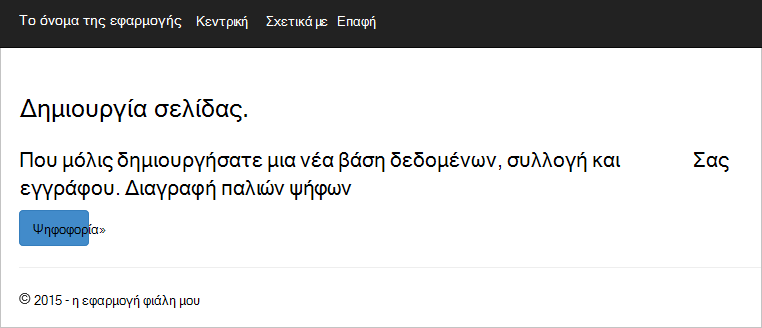 Το όνομα της εφαρμογής Κεντρική Σχετικά με Επαφή
Δημιουργία σελίδας.
Που μόλις δημιουργήσατε μια νέα βάση δεδομένων, συλλογή και Σας
εγγράφου. Διαγραφή παλιών ψήφων
Ψηφοφορία»
© 2015 - η εφαρμογή φιάλη μου